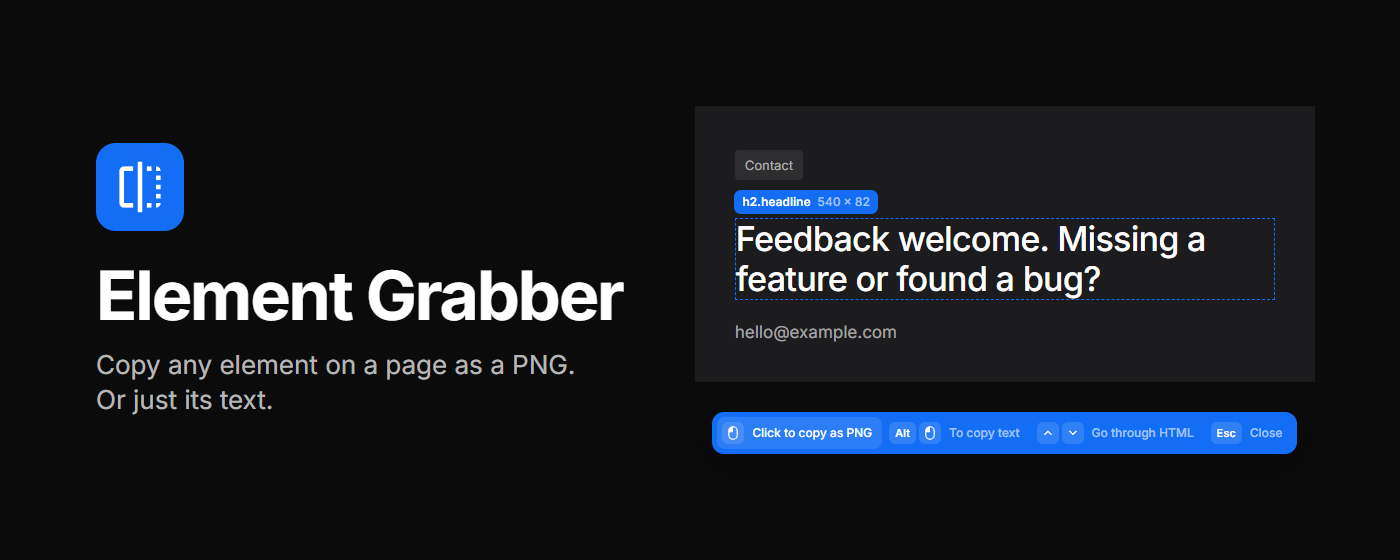 Element Grabber
Copy any element on a page as a PNG.
Or just its text.
Contact
h2.headline 540 × 82
Feedback welcome. Missing a
feature or found a bug?
hello@example.com
Click to copy as PNG Alt To copy text Go through HTML Esc Close